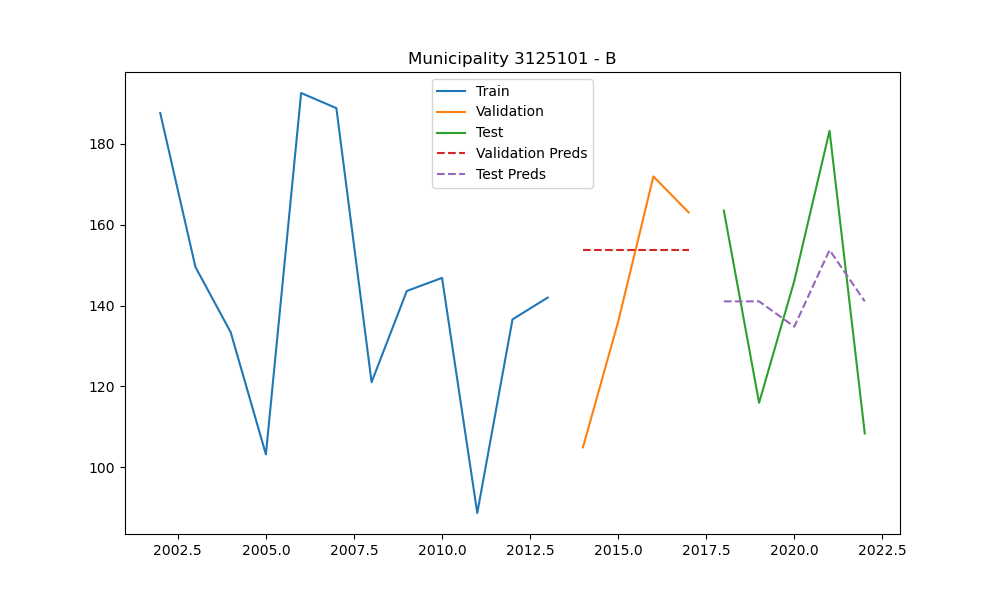 Municipality 3125101 - B
Train
Validation
Test
Validation Preds
Test Preds
180
160
140
120
100
2002.5 2005.0 2007.5 2010.0 2012.5 2015.0 2017.5 2020.0 2022.5